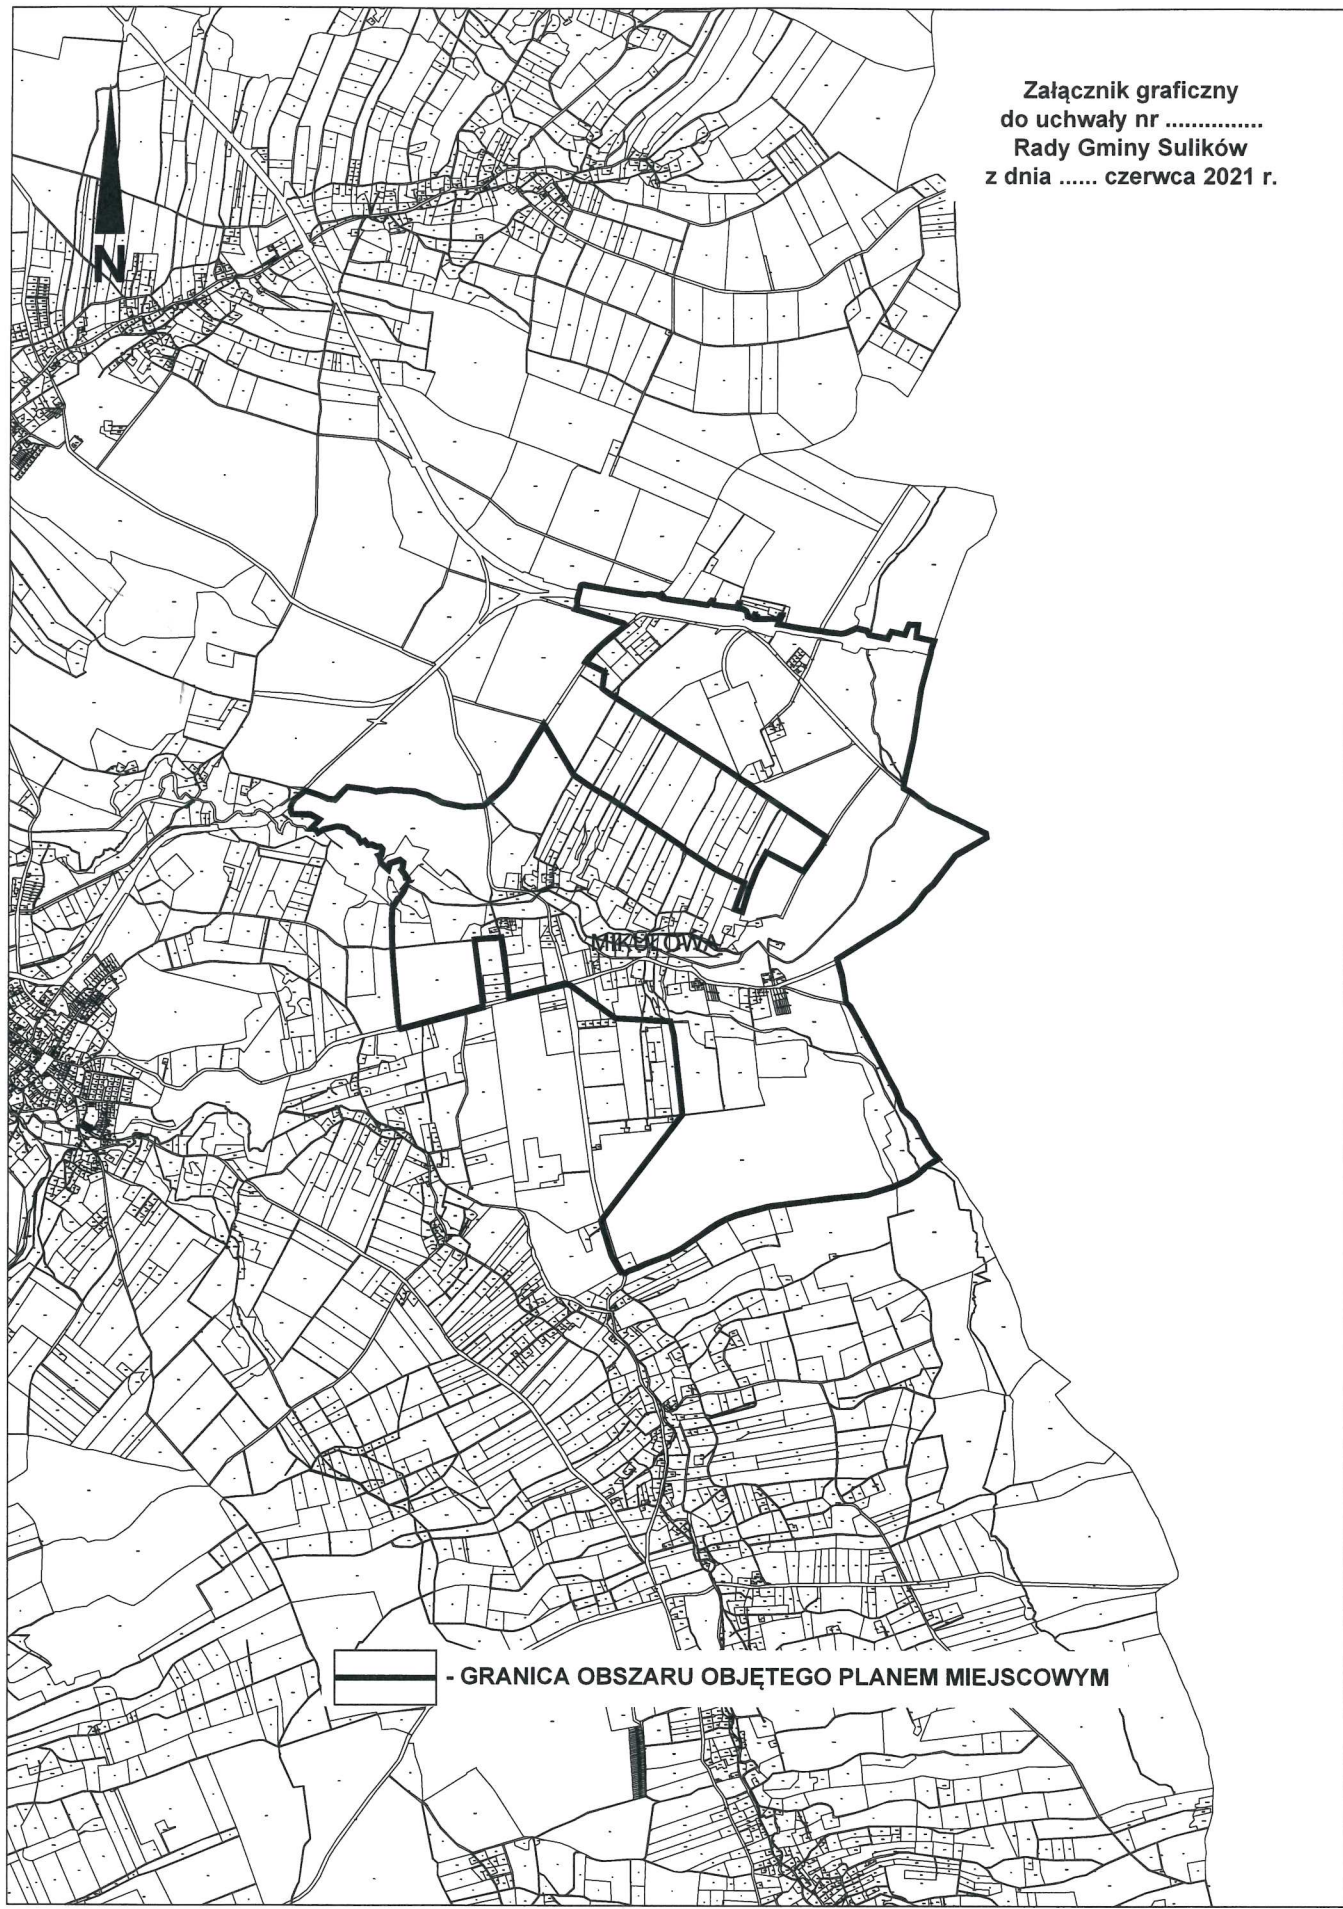 Załącznik graficzny
do uchwały nr ...............
Rady Gminy Sulików
z dnia ...... czerwca 2021 r.
N
MIKUŁOWA
- GRANICA OBSZARU OBJĘTEGO PLANEM MIEJSCOWYM